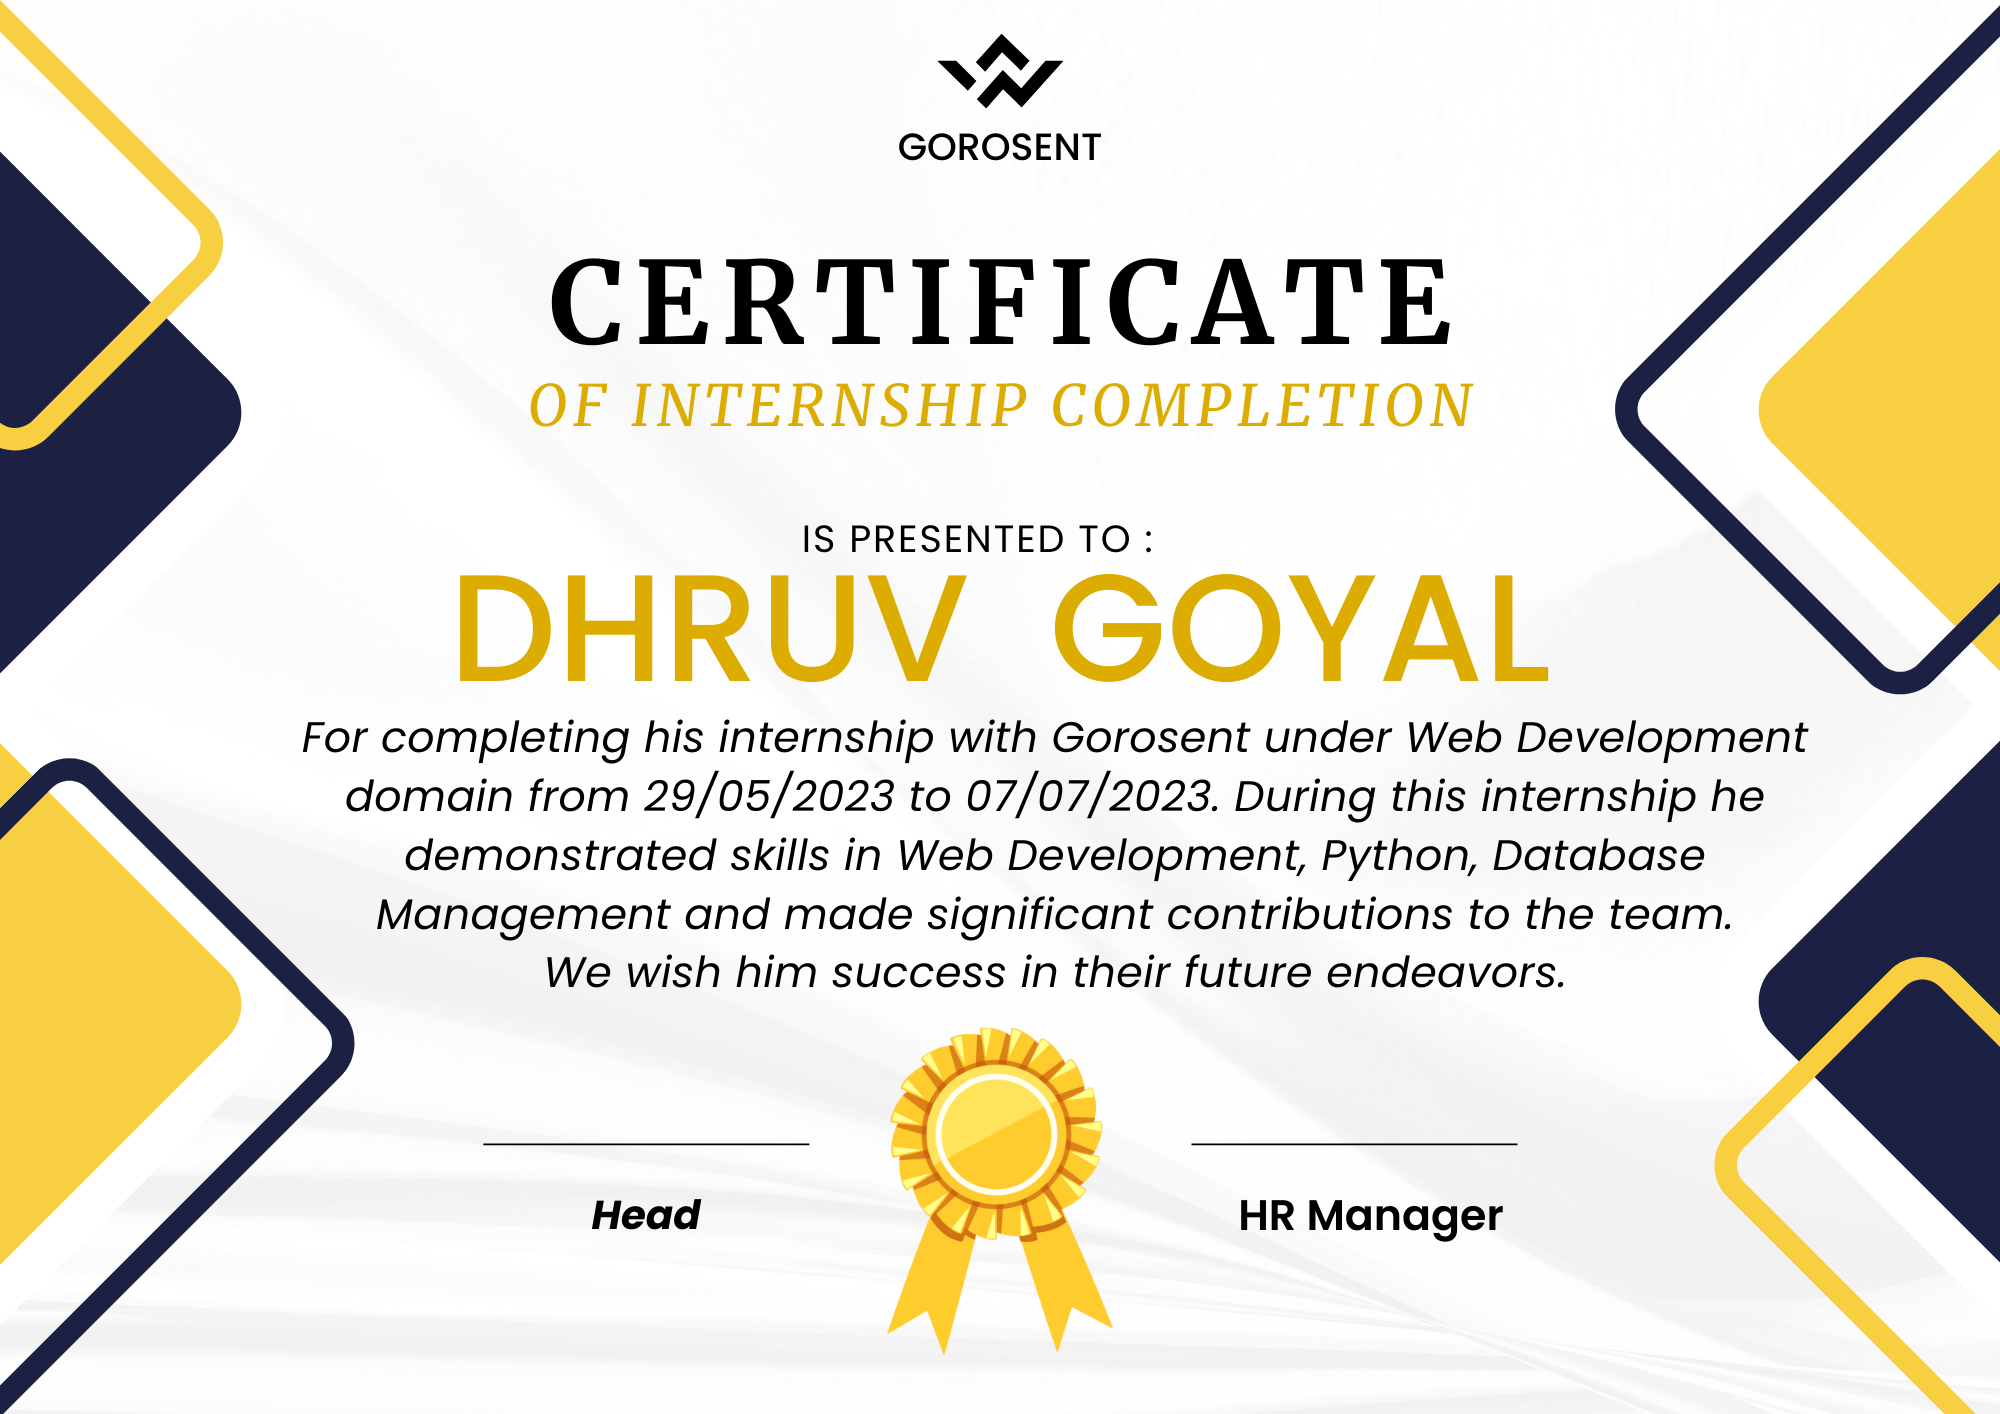 GOROSENT
CERTIFICATE
OF INTERNSHIP COMPLETION
IS PRESENTED TO :
DHRUV GOYAL
For completing his internship with Gorosent under Web Development
domain from 29/05/2023 to 07/07/2023. During this internship he
demonstrated skills in Web Development, Python, Database
Management and made significant contributions to the team.
We wish him success in their future endeavors.
Head
HR Manager